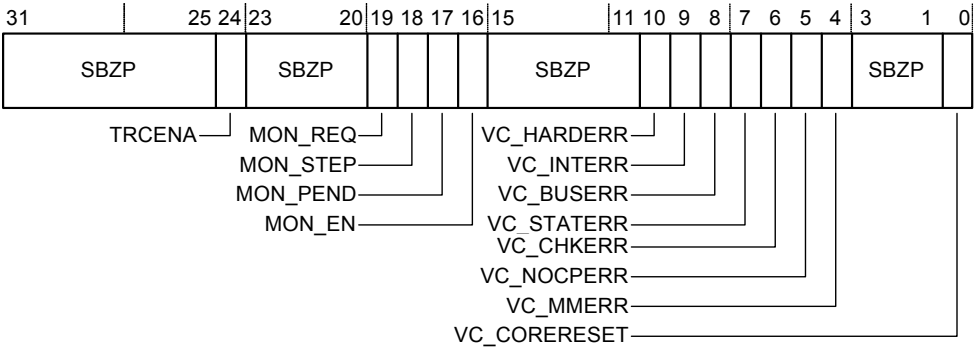 31 25 24 23 20 19 18 17 16 15 11 10 9 8 7 6 5 4 3 1 0
SBZP SBZP SBZP SBZP
TRCENA MON_REQ VC_HARDERR
MON_STEP VC_INTERR
MON_PEND VC_BUSERR
MON_EN VC_STATERR
VC_CHKERR
VC_NOCPERR
VC_MMERR
VC_CORERESET